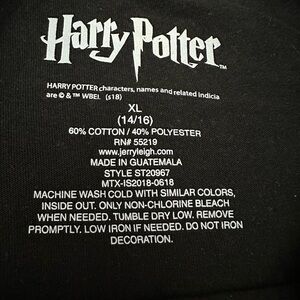 Harry Potter™
HARRY POTTER characters, names and related indicia
are © & ™ WBEI. (s18)
XL
(14/16)
60% COTTON / 40% POLYESTER
RN# 55219
www.jerryleigh.com
MADE IN GUATEMALA
STYLE ST20967
MTX-IS2018-0618
MACHINE WASH COLD WITH SIMILAR COLORS,
INSIDE OUT. ONLY NON-CHLORINE BLEACH
WHEN NEEDED. TUMBLE DRY LOW. REMOVE
PROMPTLY. LOW IRON IF NEEDED. DO NOT IRON
DECORATION.